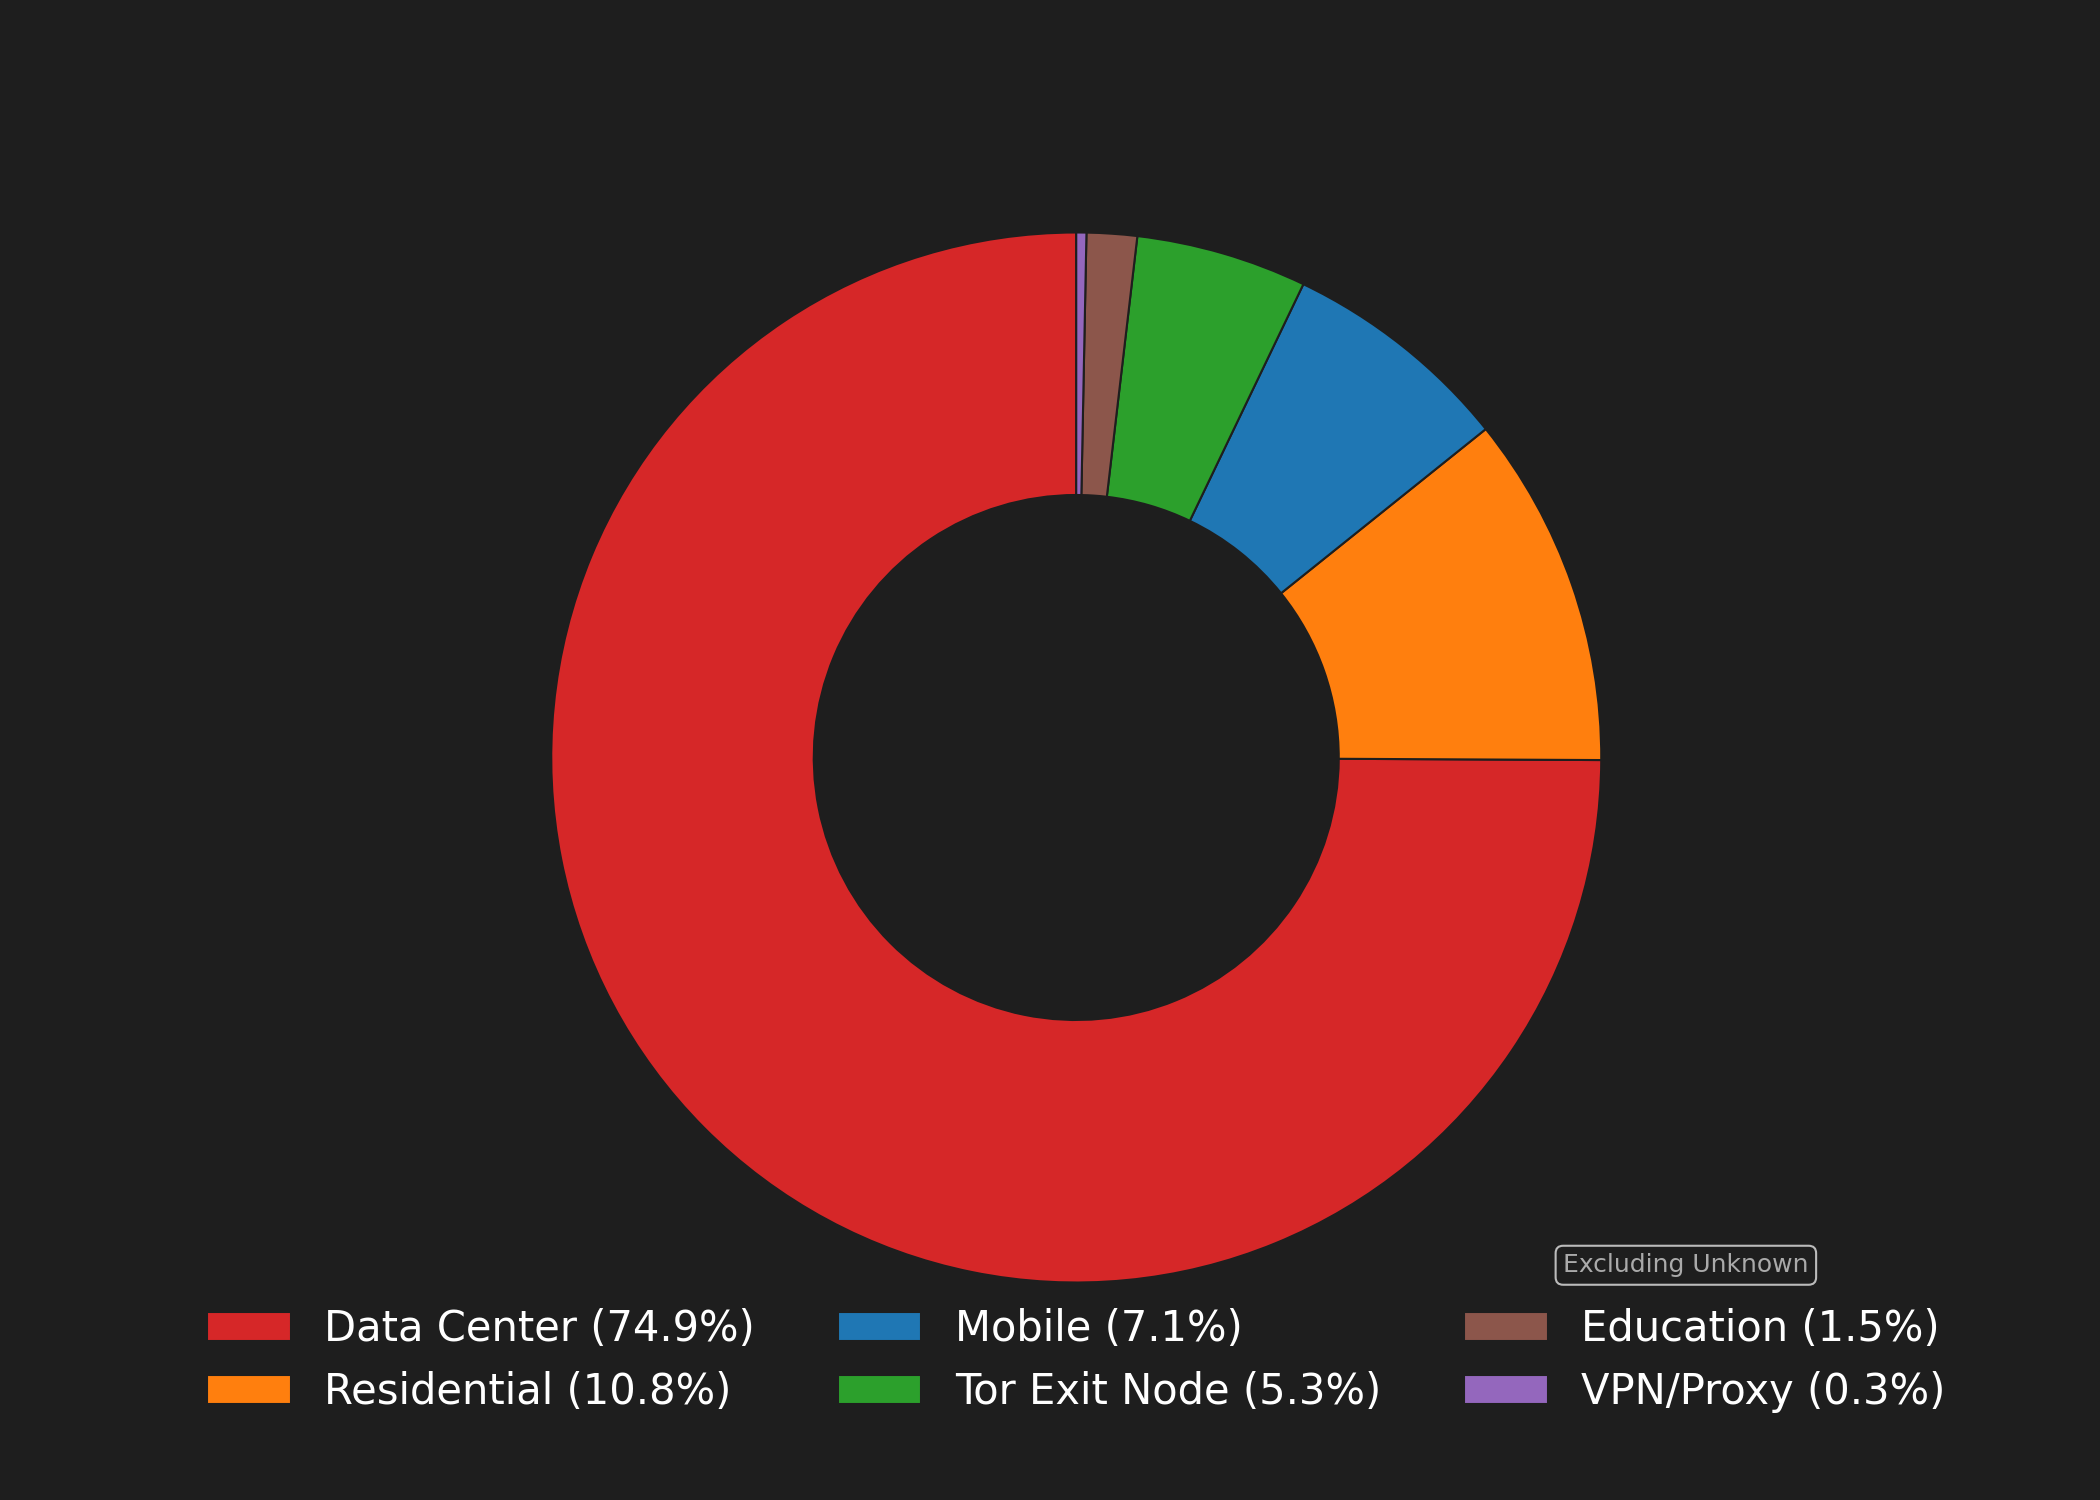 Excluding Unknown
Data Center (74.9%)
Residential (10.8%)
Mobile (7.1%)
Tor Exit Node (5.3%)
Education (1.5%)
VPN/Proxy (0.3%)